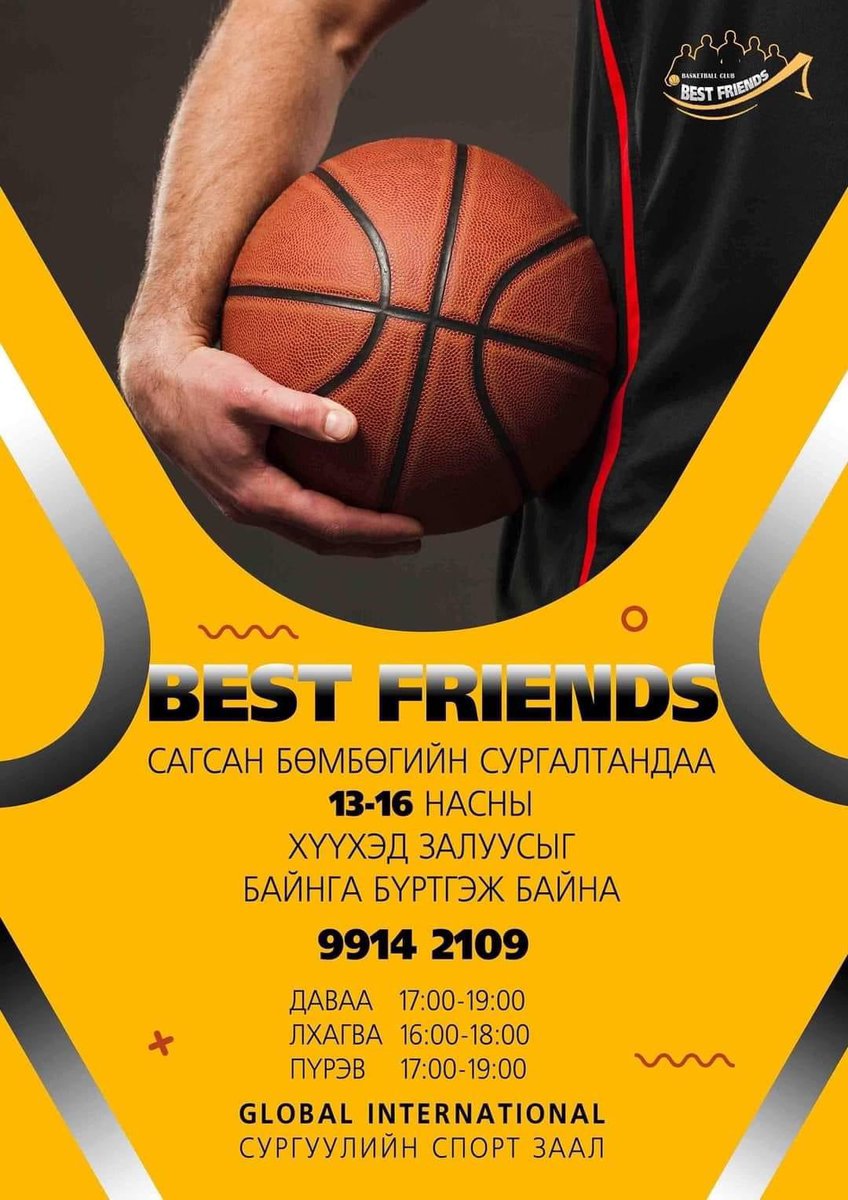 BASKETBALL CLUB
BEST FRIENDS
BEST FRIENDS
САГСАН БӨМБӨГИЙН СУРГАЛТАНДАА
13-16 НАСНЫ
ХҮҮХЭД ЗАЛУУСЫГ
БАЙНГА БҮРТГЭЖ БАЙНА
9914 2109
ДАВАА 17:00-19:00
ЛХАГВА 16:00-18:00
ПҮРЭВ 17:00-19:00
GLOBAL INTERNATIONAL
СУРГУУЛИЙН СПОРТ ЗААЛ